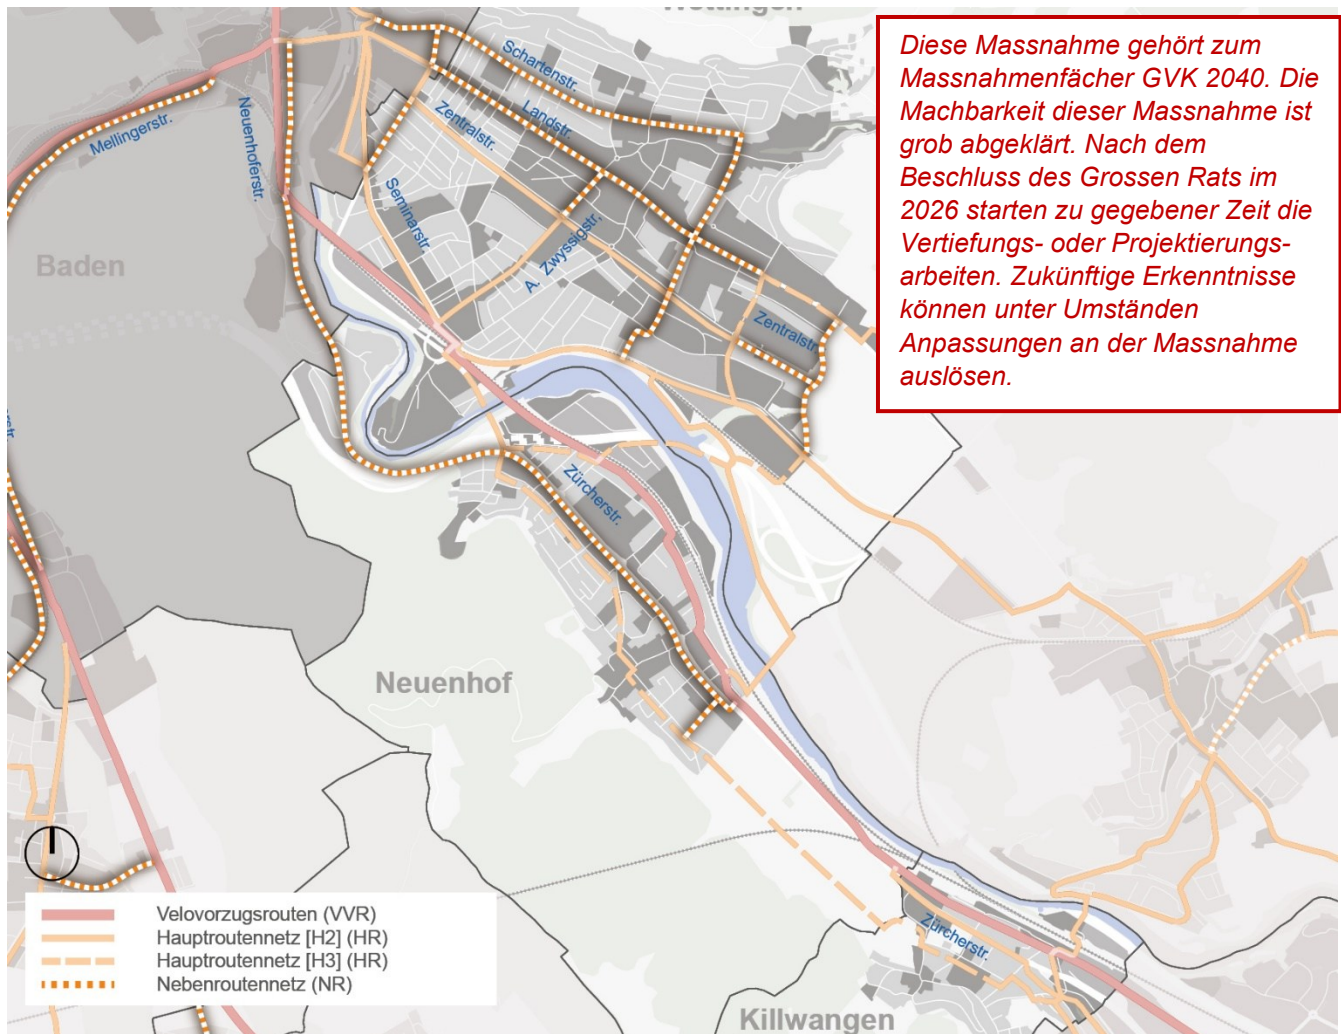 Wettingen
Diese Massnahme gehört zum
Massnahmenfächer GVK 2040. Die
Machbarkeit dieser Massnahme ist
grob abgeklärt. Nach dem
Beschluss des Grossen Rats im
2026 starten zu gegebener Zeit die
Vertiefungs- oder Projektierungs-
arbeiten. Zukünftige Erkenntnisse
können unter Umständen
Anpassungen an der Massnahme
auslösen.
Schartenstr.
Landstr.
Zentralstr.
Mellingerstr.
Neuenhoferstr.
Seminarstr.
A. Zwyssigstr,
Baden
Zentralstr.
Zürcherstr.
Neuenhof
Velovorzugsrouten (VVR)
Hauptroutennetz [H2] (HR)
Hauptroutennetz [H3] (HR)
Nebenroutennetz (NR)
Zürcherstr.
Killwangen